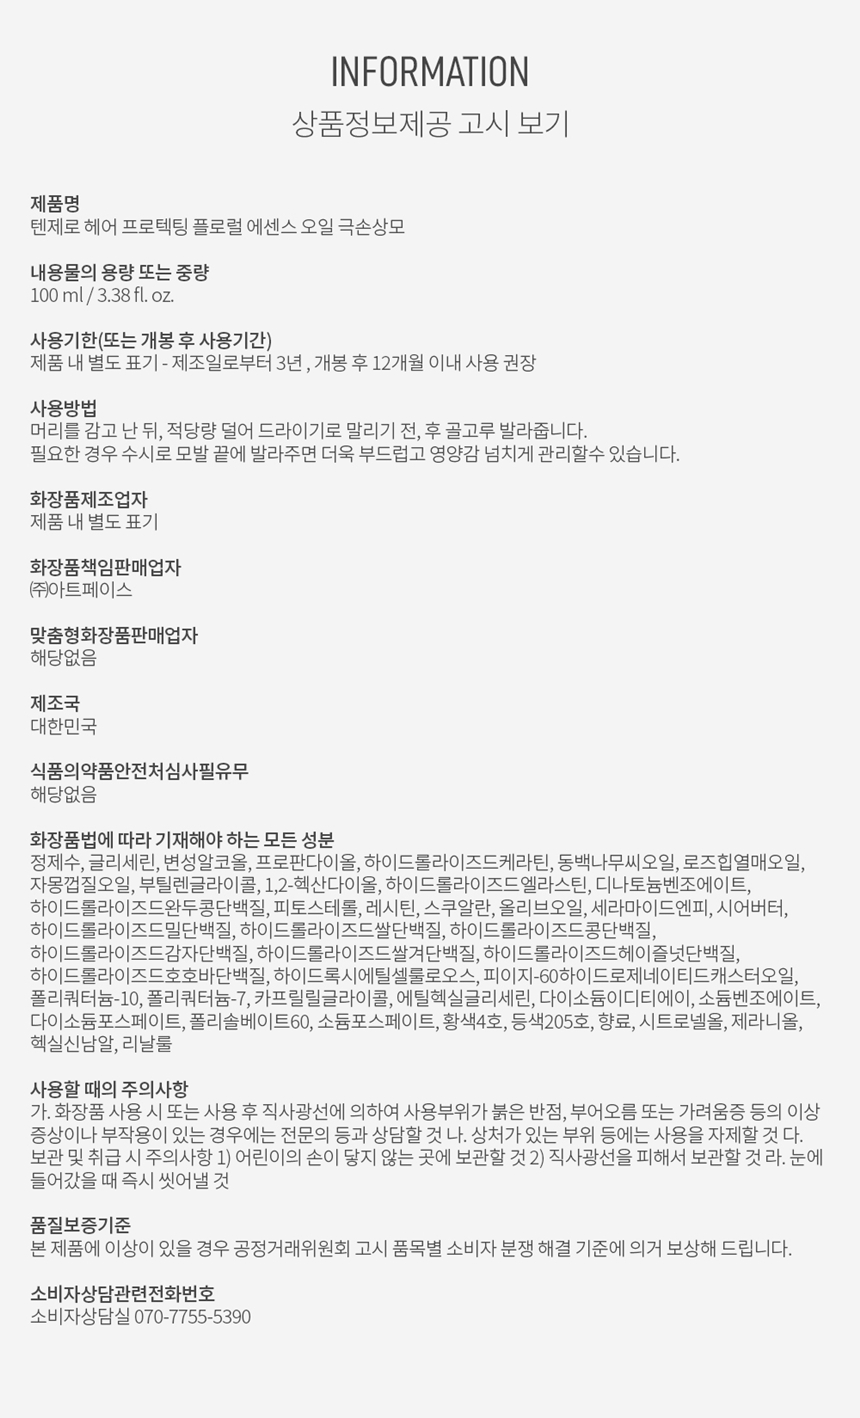 INFORMATION
상품정보제공 고시 보기
제품명
텐제로 헤어 프로텍팅 플로럴 에센스 오일 극손상모
내용물의 용량 또는 중량
100 ml / 3.38 fl. oz.
사용기한(또는 개봉 후 사용기간)
제품 내 별도 표기 - 제조일로부터 3년 , 개봉 후 12개월 이내 사용 권장
사용방법
머리를 감고 난 뒤, 적당량 덜어 드라이기로 말리기 전, 후 골고루 발라줍니다.
필요한 경우 수시로 모발 끝에 발라주면 더욱 부드럽고 영양감 넘치게 관리할수 있습니다.
화장품제조업자
제품 내 별도 표기
화장품책임판매업자
㈜아트페이스
맞춤형화장품판매업자
해당없음
제조국
대한민국
식품의약품안전처심사필유무
해당없음
화장품법에 따라 기재해야 하는 모든 성분
정제수, 글리세린, 변성알코올, 프로판다이올, 하이드롤라이즈드케라틴, 동백나무씨오일, 로즈힙열매오일,
자몽껍질오일, 부틸렌글라이콜, 1,2-헥산다이올, 하이드롤라이즈드엘라스틴, 디나토늄벤조에이트,
하이드롤라이즈드완두콩단백질, 피토스테롤, 레시틴, 스쿠알란, 올리브오일, 세라마이드엔피, 시어버터,
하이드롤라이즈드밀단백질, 하이드롤라이즈드쌀단백질, 하이드롤라이즈드콩단백질,
하이드롤라이즈드감자단백질, 하이드롤라이즈드쌀겨단백질, 하이드롤라이즈드헤이즐넛단백질,
하이드롤라이즈드호호바단백질, 하이드록시에틸셀룰로오스, 피이지-60하이드로제네이티드캐스터오일,
폴리쿼터늄-10, 폴리쿼터늄-7, 카프릴릴글라이콜, 에틸헥실글리세린, 다이소듐이디티에이, 소듐벤조에이트,
다이소듐포스페이트, 폴리솔베이트60, 소듐포스페이트, 황색4호, 등색205호, 향료, 시트로넬올, 제라니올,
헥실신남알, 리날룰
사용할 때의 주의사항
가. 화장품 사용 시 또는 사용 후 직사광선에 의하여 사용부위가 붉은 반점, 부어오름 또는 가려움증 등의 이상
증상이나 부작용이 있는 경우에는 전문의 등과 상담할 것 나. 상처가 있는 부위 등에는 사용을 자제할 것 다.
보관 및 취급 시 주의사항 1) 어린이의 손이 닿지 않는 곳에 보관할 것 2) 직사광선을 피해서 보관할 것 라. 눈에
들어갔을 때 즉시 씻어낼 것
품질보증기준
본 제품에 이상이 있을 경우 공정거래위원회 고시 품목별 소비자 분쟁 해결 기준에 의거 보상해 드립니다.
소비자상담관련전화번호
소비자상담실 070-7755-5390